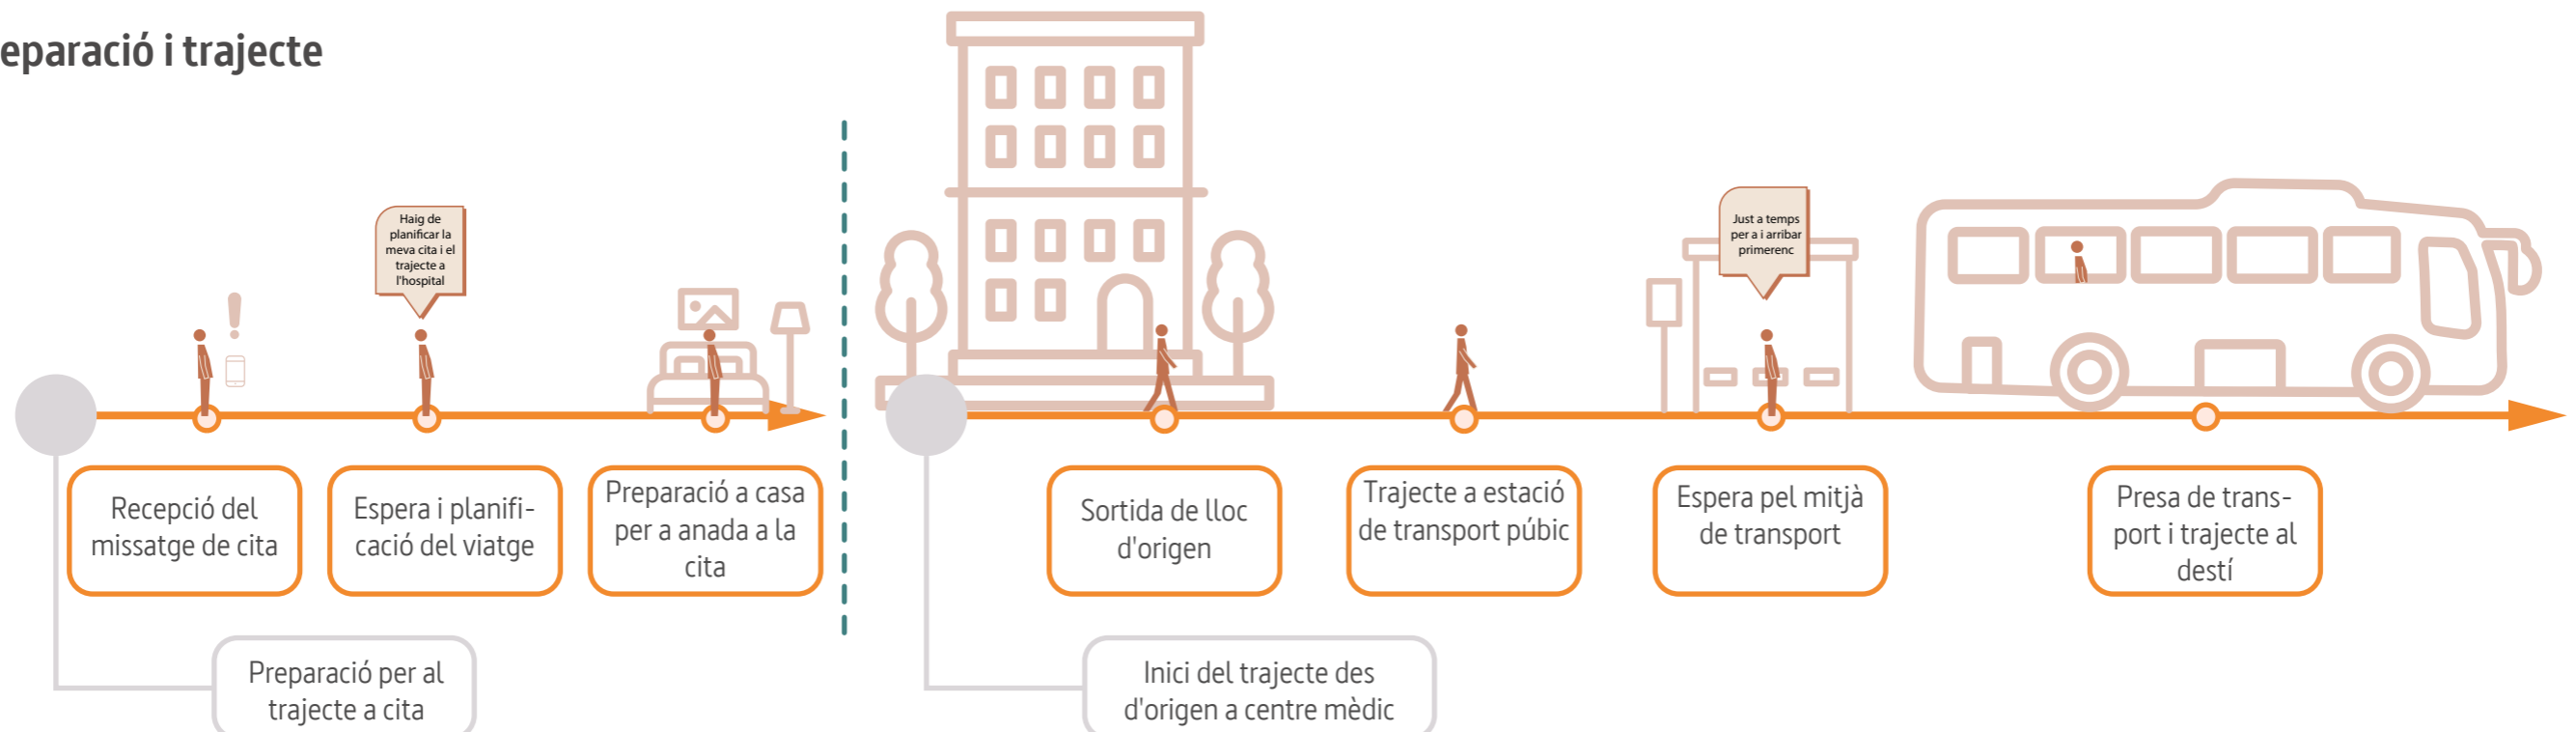 eparació i trajecte
Haig de
planificar la
meva cita i el
trajecte a
l'hospital
Just a temps
per a i arribar
primerenc
Recepció del
missatge de cita
Espera i planifi-
cació del viatge
Preparació a casa
per a anada a la
cita
Sortida de lloc
d'origen
Trajecte a estació
de transport púbic
Espera pel mitjà
de transport
Presa de trans-
port i trajecte al
destí
Preparació per al
trajecte a cita
Inici del trajecte des
d'origen a centre mèdic